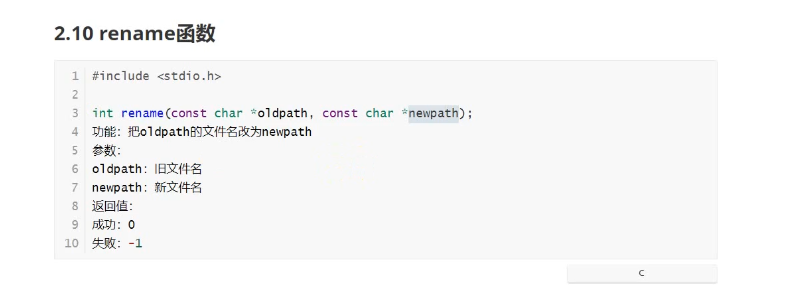 2.10 rename函数
1 #include <stdio.h>
2
3 int rename(const char *oldpath, const char *newpath);
4 功能：把oldpath的文件名改为newpath
5 参数：
6 oldpath：旧文件名
7 newpath：新文件名
8 返回值：
9 成功：0
10 失败：-1
C